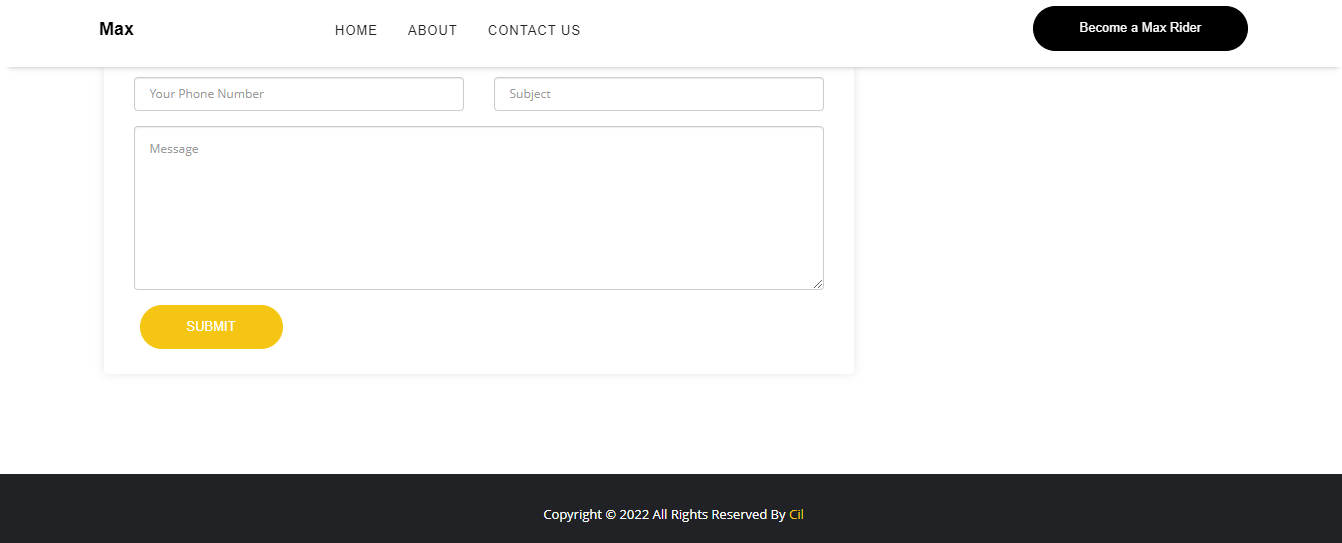 Max
HOME ABOUT CONTACT US
Become a Max Rider
Your Phone Number
Subject
Message
SUBMIT
Copyright © 2022 All Rights Reserved By Cil